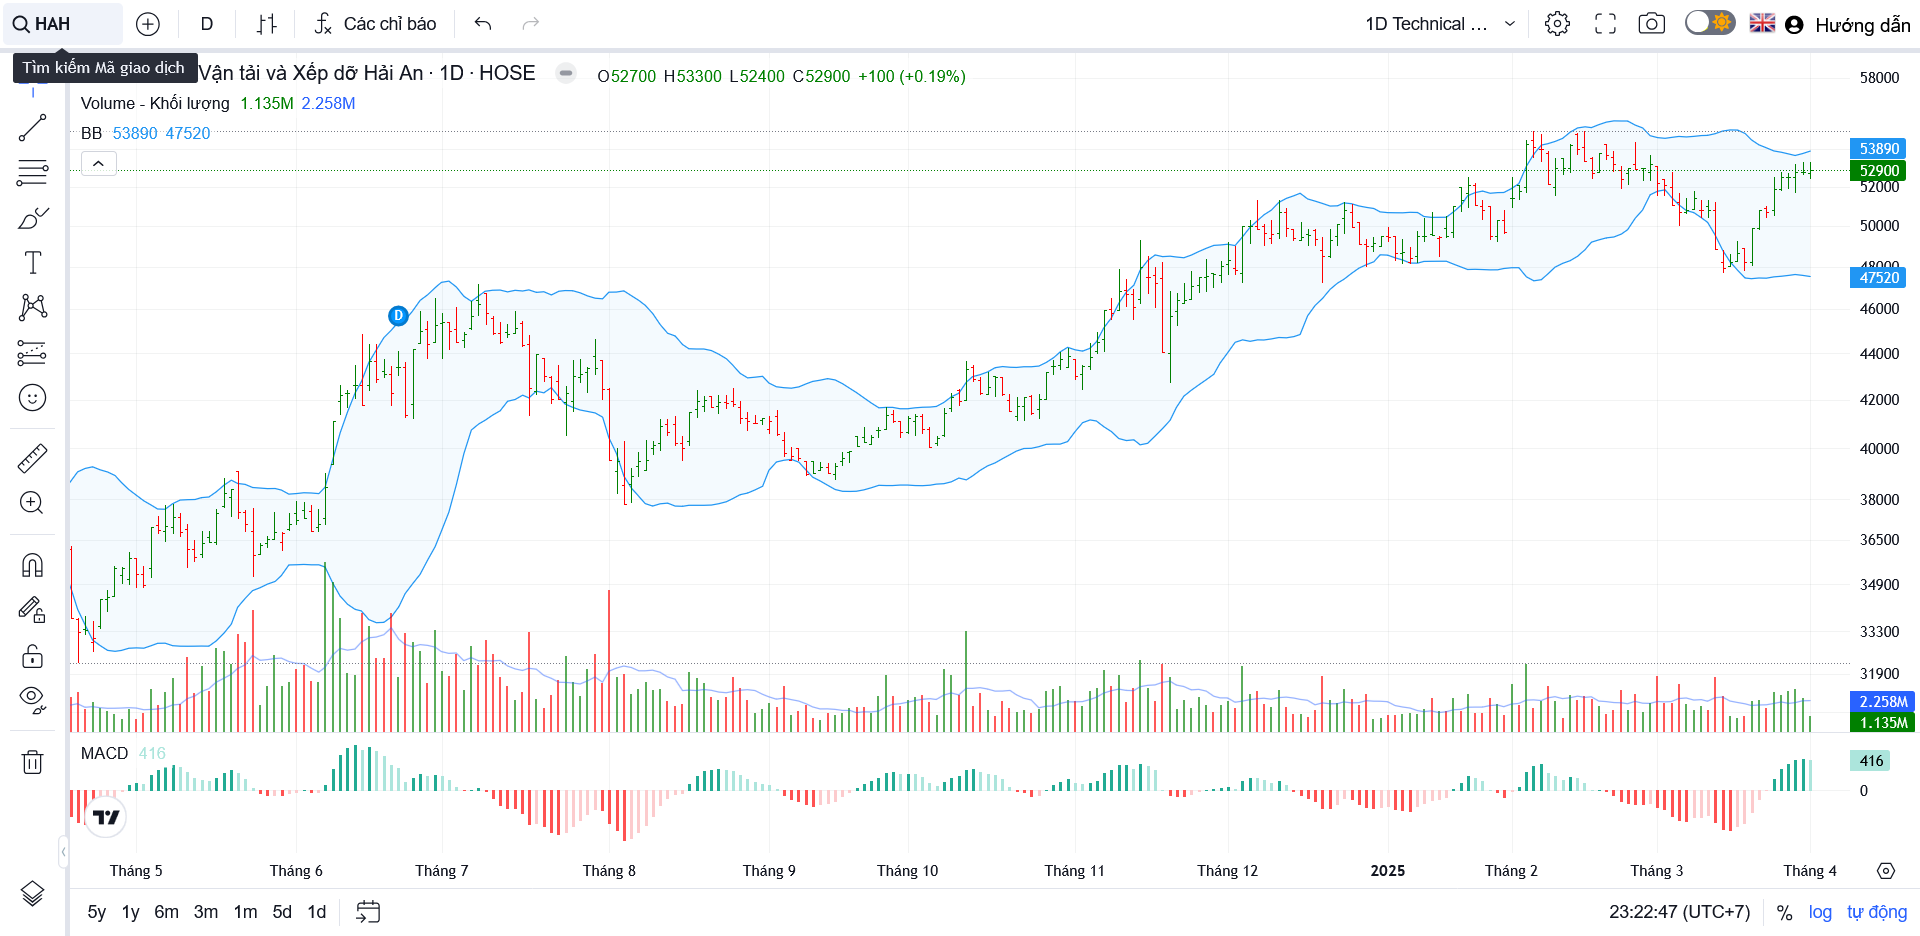 HAH
D
Các chỉ báo
1D Technical ...
Hướng dẫn
Tìm kiếm Mã giao dịch
Vận tải và Xếp dỡ Hải An · 1D · HOSE
O52700 H53300 L52400 C52900 +100 (+0.19%)
Volume - Khối lượng 1.135M 2.258M
BB 53890 47520
58000
53890
52900
52000
50000
48000
47520
46000
44000
42000
40000
38000
36500
34900
33300
31900
2.258M
1.135M
D
MACD 416
416
0
Tháng 5 Tháng 6 Tháng 7 Tháng 8 Tháng 9 Tháng 10 Tháng 11 Tháng 12 2025 Tháng 2 Tháng 3 Tháng 4
5y 1y 6m 3m 1m 5d 1d
23:22:47 (UTC+7) % log tự động